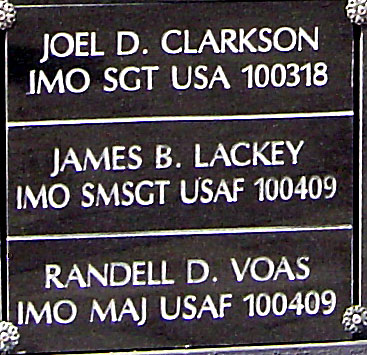 JOEL D. CLARKSON
IMO SGT USA 100318
JAMES B. LACKEY
IMO SMSGT USAF 100409
RANDELL D. VOAS
IMO MAJ USAF 100409